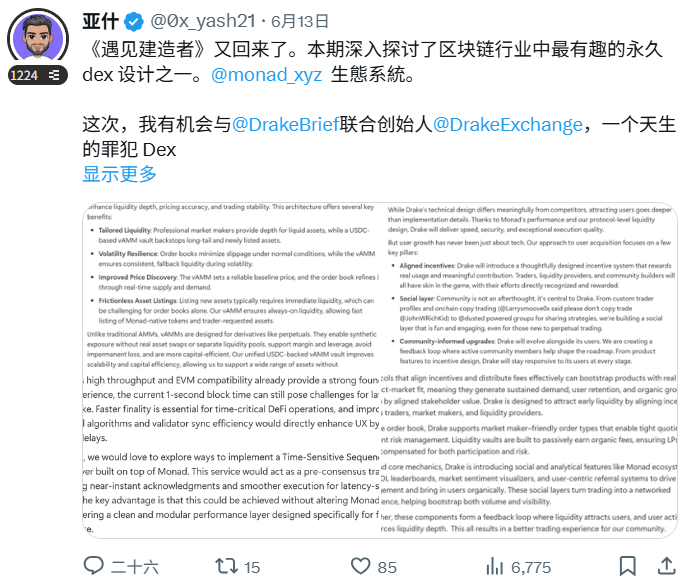 亚什 @0x_yash21 · 6月13日
1224
《遇见建造者》又回来了。本期深入探讨了区块链行业中最有趣的永久
dex 设计之一。@monad_xyz 生態系統。
这次，我有机会与@DrakeBrief联合创始人@DrakeExchange，一个天生
的罪犯 Dex
显示更多
enhance liquidity depth, pricing accuracy, and trading stability. This architecture offers several key
benefits:
• Tailored Liquidity: Professional market makers provide depth for liquid assets, while a USDC-
based vAMM vault backstops long-tail and newly listed assets.
• Volatility Resilience: Order books minimize slippage under normal conditions, while the vAMM
ensures consistent, fallback liquidity during volatility.
• Improved Price Discovery: The vAMM sets a reliable baseline price, and the order book refines i
through real-time supply and demand.
• Frictionless Asset Listings: Listing new assets typically requires immediate liquidity, which can
be challenging for order books alone. Our vAMM ensures always-on liquidity, allowing fast
listing of Monad-native tokens and trader-requested assets.
Unlike traditional AMMs, vAMMs are designed for derivatives like perpetuals. They enable synthetic
exposure without real asset swaps or separate liquidity pools, support margin and leverage, avoid
impermanent loss, and are more capital-efficient. Our unified USDC-backed vAMM improves
scalability and capital efficiency, allowing us to support a wide range of assets without
While Drake's technical design differs meaningfully from competitors, attracting users goes deeper
than implementation details. Thanks to Monad's performance and our protocol-level liquidity
design, Drake will deliver speed, security, and exceptional execution quality.
But user growth has never been just about tech. Our approach to user acquisition focuses on a few
key pillars:
• Aligned incentives: Drake will introduce a thoughtfully designed incentive system that rewards
real usage and meaningful contribution. Traders, liquidity providers, and community builders will
all have skin in the game, with their efforts directly recognized and rewarded.
• Social layer: Community is not an afterthought, it's central to Drake. From custom trader
profiles and onchain copy trading (@Larrymoove0x said please don't copy trade
@JohnWRichKid) to @dusted powered groups for sharing strategies, we're building a social
layer that is fun and engaging, even for those new to perpetual trading.
• Community-informed upgrades: Drake will evolve alongside its users. We are creating a
feedback loop where active community members help shape the roadmap. From product
features to incentive design, Drake will stay responsive to its users at every stage.
high throughput and EVM compatibility already provide a strong foun
erience, the current 1-second block time can still pose challenges for la
ke. Faster finality is essential for time-critical DeFi operations, and impro
l algorithms and validator sync efficiency would directly enhance UX by
delays.
, we would love to explore ways to implement a Time-Sensitive Sequen
er built on top of Monad. This service would act as a pre-consensus tra
g near-instant acknowledgments and smoother execution for latency-s
he key advantage is that this could be achieved without altering Monad
ering a clean and modular performance layer designed specifically for f
e.
cols that align incentives and distribute fees effectively can bootstrap products with real
ct-market fit, meaning they generate sustained demand, user retention, and organic gro
by aligned stakeholder value. Drake is designed to attract early liquidity by aligning ince
traders, market makers, and liquidity providers.
e order book, Drake supports market maker–friendly order types that enable tight quoti
nt risk management. Liquidity vaults are built to passively earn organic fees, ensuring LPs
compensated for both participation and risk.
d core mechanics, Drake is introducing social and analytical features like Monad ecosyst
DL leaderboards, market sentiment visualizers, and user-centric referral systems to drive
gement and bring in users organically. These social layers turn trading into a networked
ence, helping bootstrap both volume and visibility.
her, these components form a feedback loop where liquidity attracts users, and user acti
rces liquidity depth. This all results in a better trading experience for our community.
二十六 15 85 6,775